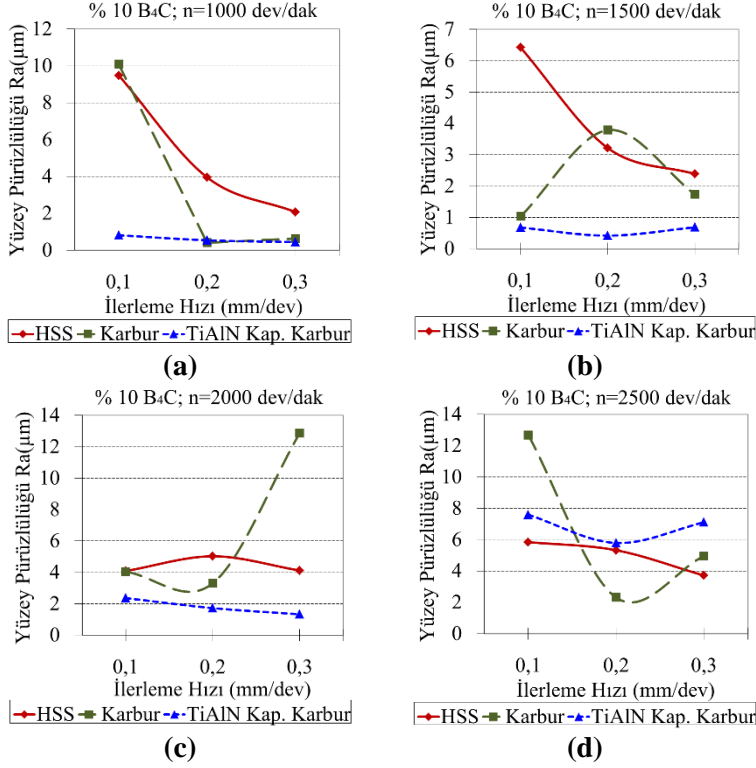 % 10 B₄C; n=1000 dev/dak
Yüzey Pürüzlülüğü Ra(µm)
12
10
8
6
4
2
0
0,1 0,2 0,3
İlerleme Hızı (mm/dev)
HSS Karbur TiAlN Kap. Karbur
(a)
% 10 B₄C; n=1500 dev/dak
Yüzey Pürüzlülüğü Ra(µm)
7
6
5
4
3
2
1
0
0,1 0,2 0,3
İlerleme Hızı (mm/dev)
HSS Karbur TiAlN Kap. Karbur
(b)
% 10 B₄C; n=2000 dev/dak
Yüzey Pürüzlülüğü Ra(µm)
14
12
10
8
6
4
2
0
0,1 0,2 0,3
İlerleme Hızı (mm/dev)
HSS Karbur TiAlN Kap. Karbur
(c)
% 10 B₄C; n=2500 dev/dak
Yüzey Pürüzlülüğü Ra(µm)
14
12
10
8
6
4
2
0
0,1 0,2 0,3
İlerleme Hızı (mm/dev)
HSS Karbur TiAlN Kap. Karbur
(d)